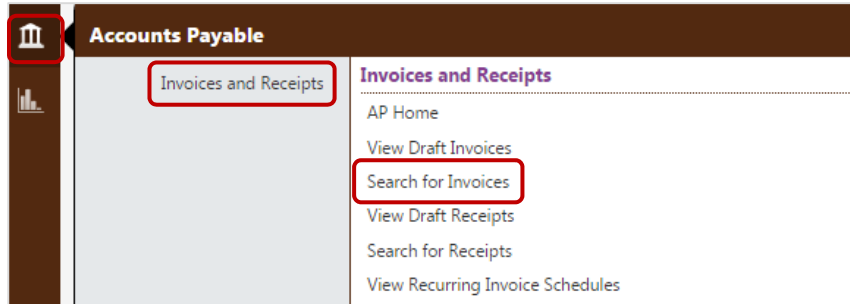 Accounts Payable
Invoices and Receipts
Invoices and Receipts
AP Home
View Draft Invoices
Search for Invoices
View Draft Receipts
Search for Receipts
View Recurring Invoice Schedules